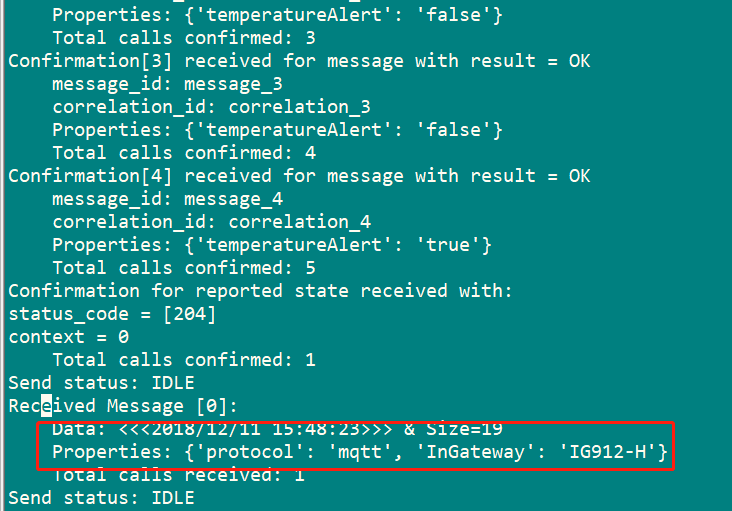 Properties: {'temperatureAlert': 'false'}
Total calls confirmed: 3
Confirmation[3] received for message with result = OK
message_id: message_3
correlation_id: correlation_3
Properties: {'temperatureAlert': 'false'}
Total calls confirmed: 4
Confirmation[4] received for message with result = OK
message_id: message_4
correlation_id: correlation_4
Properties: {'temperatureAlert': 'true'}
Total calls confirmed: 5
Confirmation for reported state received with:
status_code = [204]
context = 0
Total calls confirmed: 1
Send status: IDLE
Received Message [0]:
Data: <<<2018/12/11 15:48:23>>> & Size=19
Properties: {'protocol': 'mqtt', 'InGateway': 'IG912-H'}
Total calls received: 1
Send status: IDLE